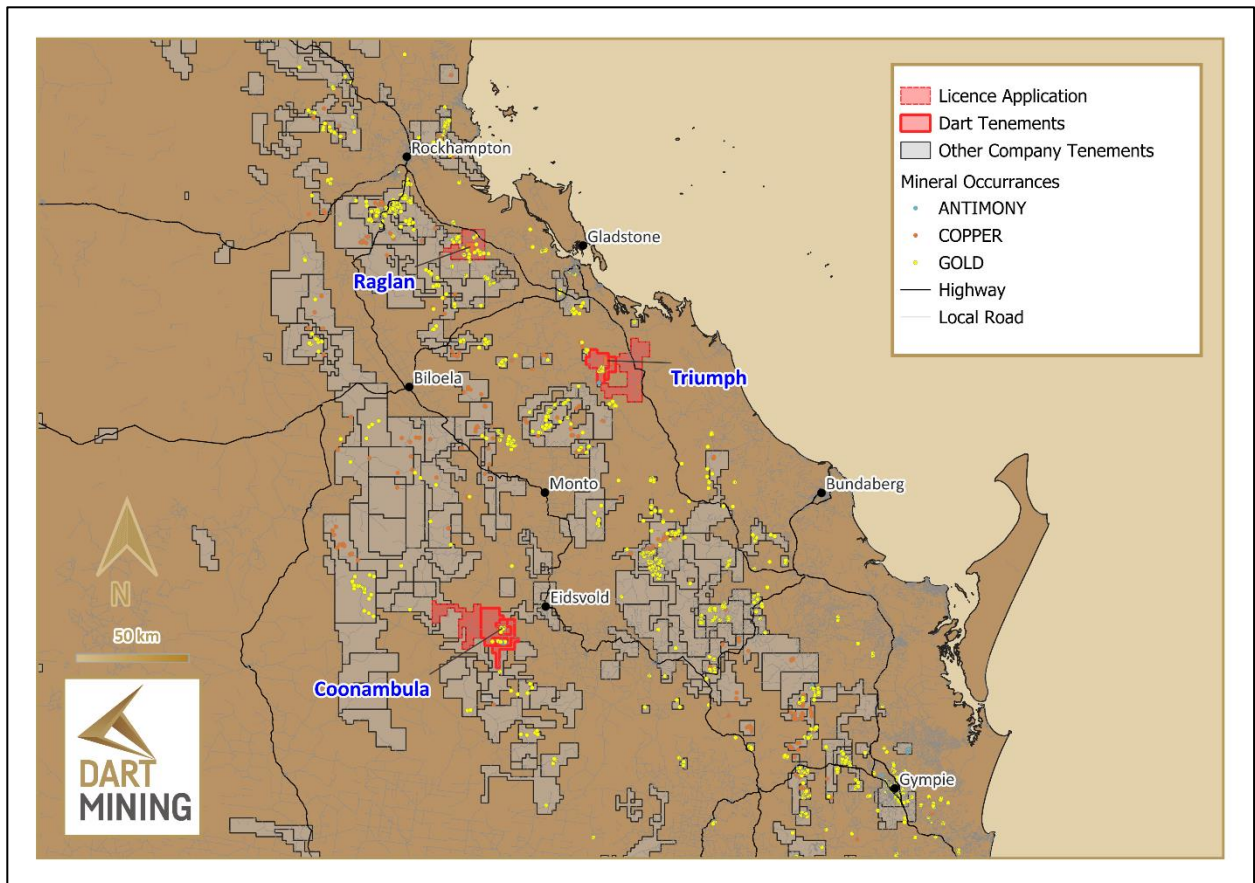 Licence Application
Dart Tenements
Other Company Tenements
Mineral Occurrances
ANTIMONY
COPPER
GOLD
Highway
Local Road
Rockhampton
Gladstone
Raglan
Triumph
Biloela
Monto
Bundaberg
Eidsvold
Coonambula
Gympie
N
50 km
DART
MINING